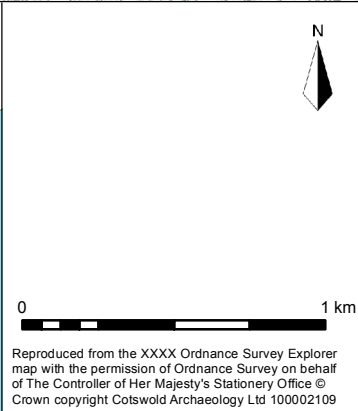 N
0 1 km
Reproduced from the XXXX Ordnance Survey Explorer
map with the permission of Ordnance Survey on behalf
of The Controller of Her Majesty's Stationery Office ©
Crown copyright Cotswold Archaeology Ltd 100002109